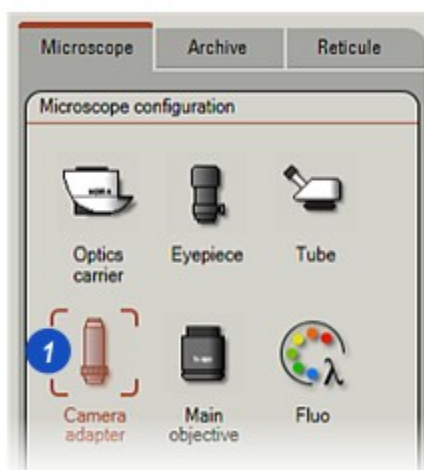 Microscope Archive Reticule
Microscope configuration
Optics carrier Eyepiece Tube
1
Camera adapter Main objective Fluo
λ